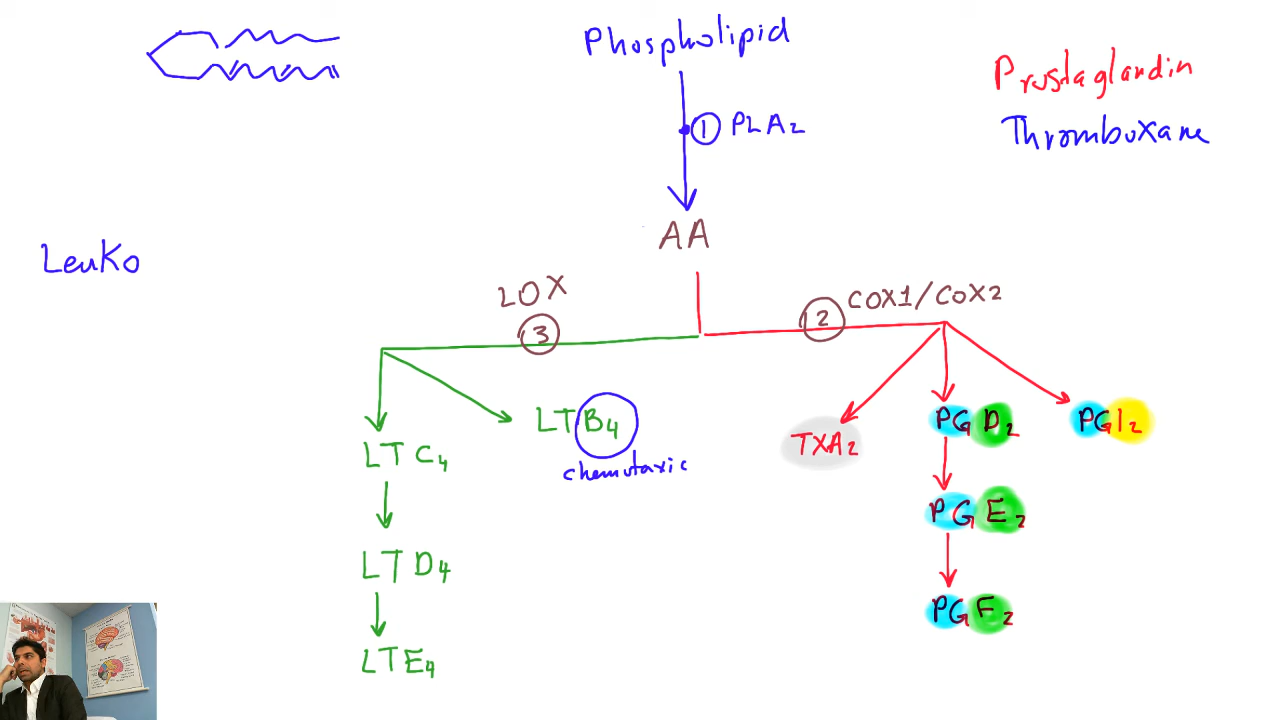 Phospholipid
Prostaglandin
① PLA2
Thromboxane
AA
Leuko
LOX
COX1/COX2
③
②
LTB4
chemotaxic
TXA2
PGD2
PGI2
LTC4
PGE2
LTD4
PGF2
LTE4